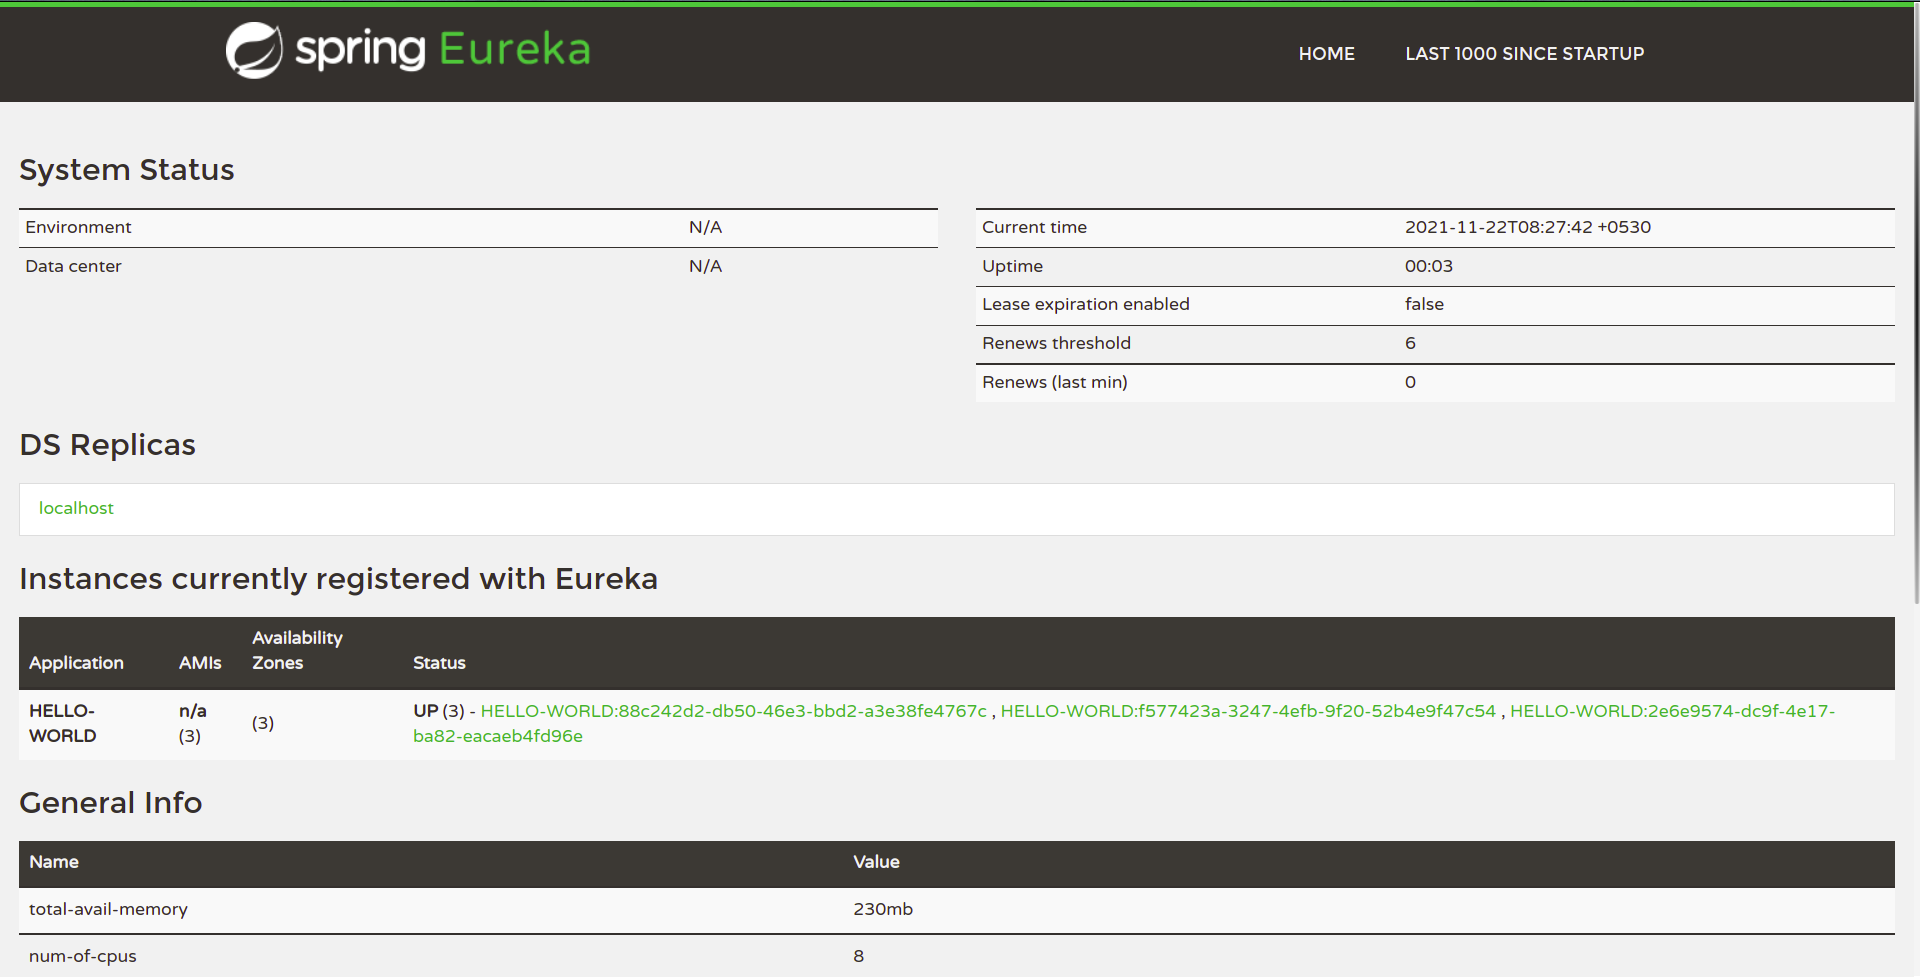 spring Eureka
HOME LAST 1000 SINCE STARTUP
System Status
Environment N/A
Data center N/A
Current time 2021-11-22T08:27:42 +0530
Uptime 00:03
Lease expiration enabled false
Renews threshold 6
Renews (last min) 0
DS Replicas
localhost
Instances currently registered with Eureka
Application AMIs Availability Zones Status
HELLO-WORLD n/a (3) (3) UP (3) - HELLO-WORLD:88c242d2-db50-46e3-bbd2-a3e38fe4767c , HELLO-WORLD:f577423a-3247-4efb-9f20-52b4e9f47c54 , HELLO-WORLD:2e6e9574-dc9f-4e17-
ba82-eacaeb4fd96e
General Info
Name Value
total-avail-memory 230mb
num-of-cpus 8